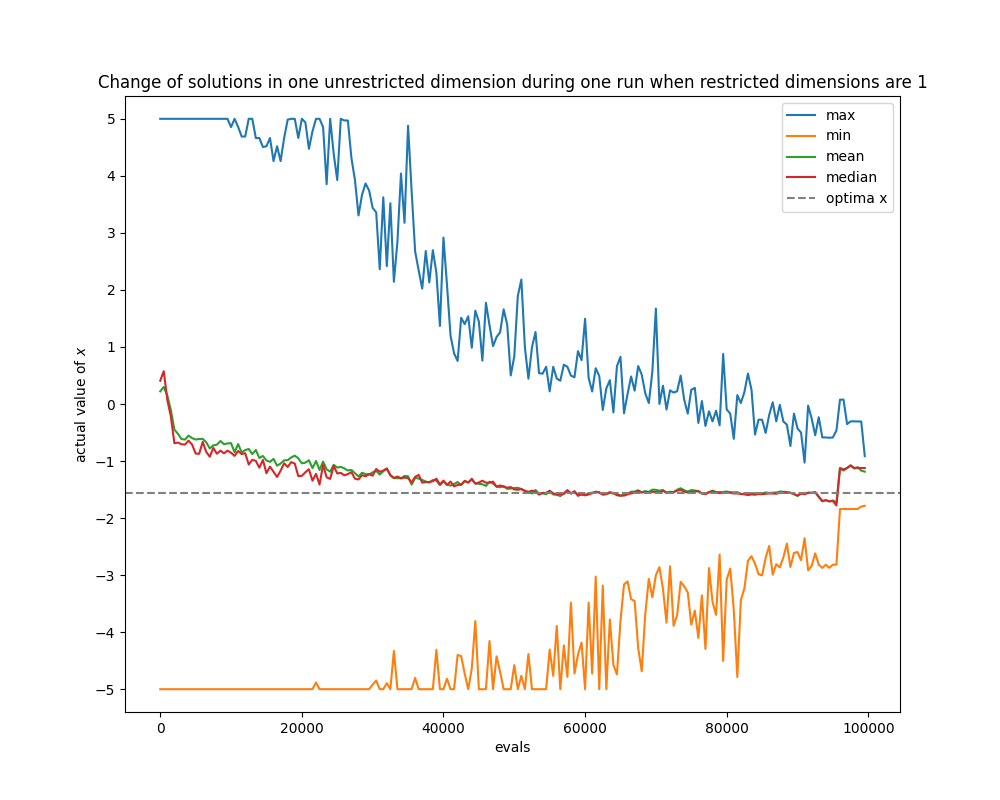 Change of solutions in one unrestricted dimension during one run when restricted dimensions are 1
max
min
mean
median
optima x
5
4
3
2
1
0
−1
−2
−3
−4
−5
actual value of x
0 20000 40000 60000 80000 100000
evals